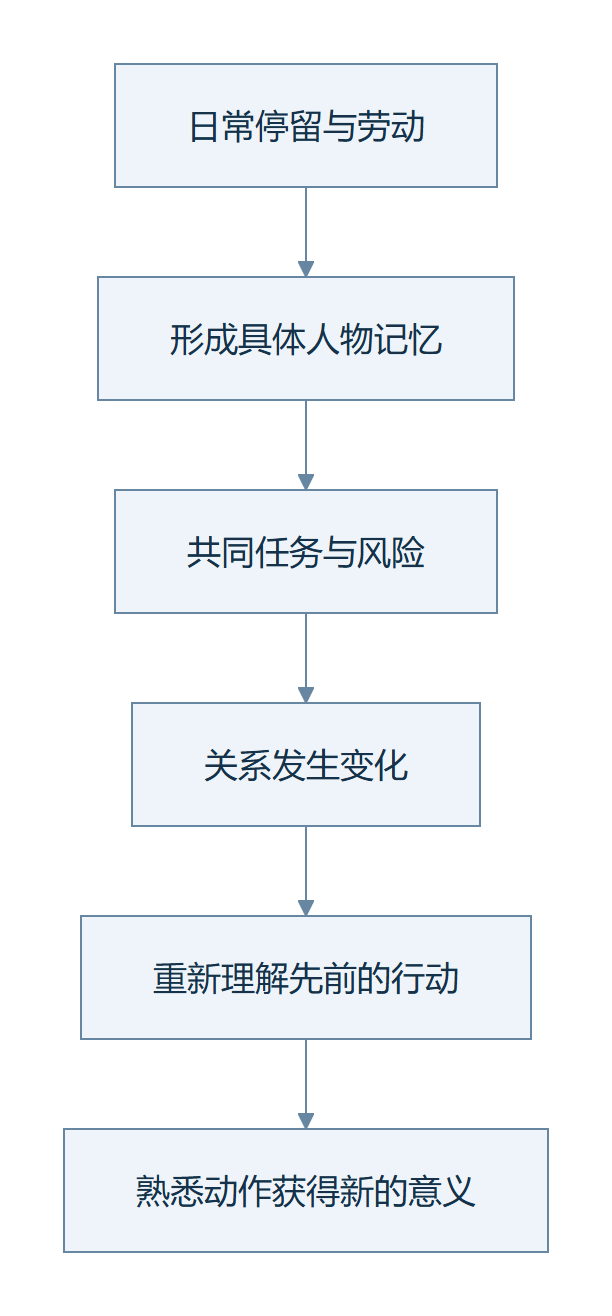 日常停留与劳动
形成具体人物记忆
共同任务与风险
关系发生变化
重新理解先前的行动
熟悉动作获得新的意义